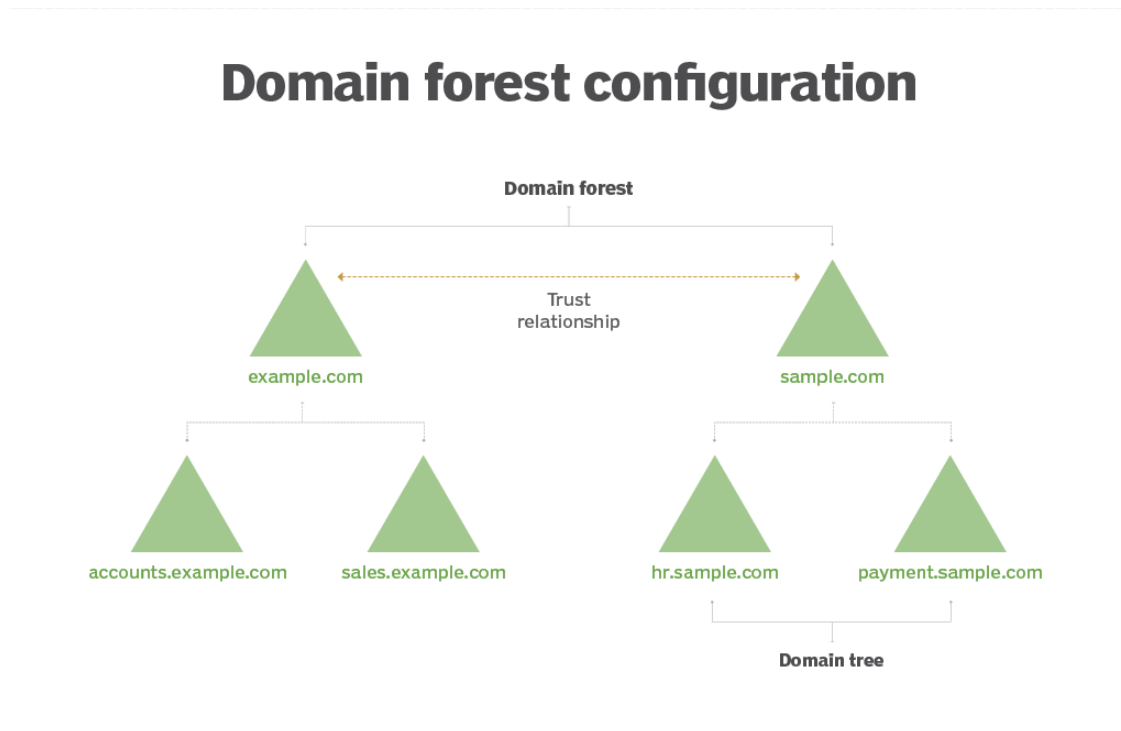 Domain forest configuration
Domain forest
Trust
relationship
example.com
sample.com
accounts.example.com
sales.example.com
hr.sample.com
payment.sample.com
Domain tree